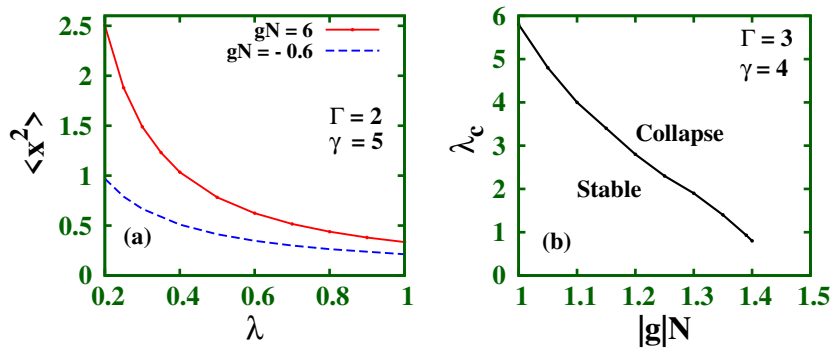 2.5
2
1.5
1
0.5
0
<x²>
gN = 6
gN = - 0.6
Γ = 2
γ = 5
(a)
0.2 0.4 0.6 0.8 1
λ
6
5
4
3
2
1
0
λc
Γ = 3
γ = 4
Collapse
Stable
(b)
1 1.1 1.2 1.3 1.4 1.5
|g|N